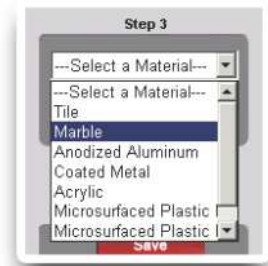 Step 3
---Select a Material---
---Select a Material---
Tile
Marble
Anodized Aluminum
Coated Metal
Acrylic
Microsurfaced Plastic
Microsurfaced Plastic
Save